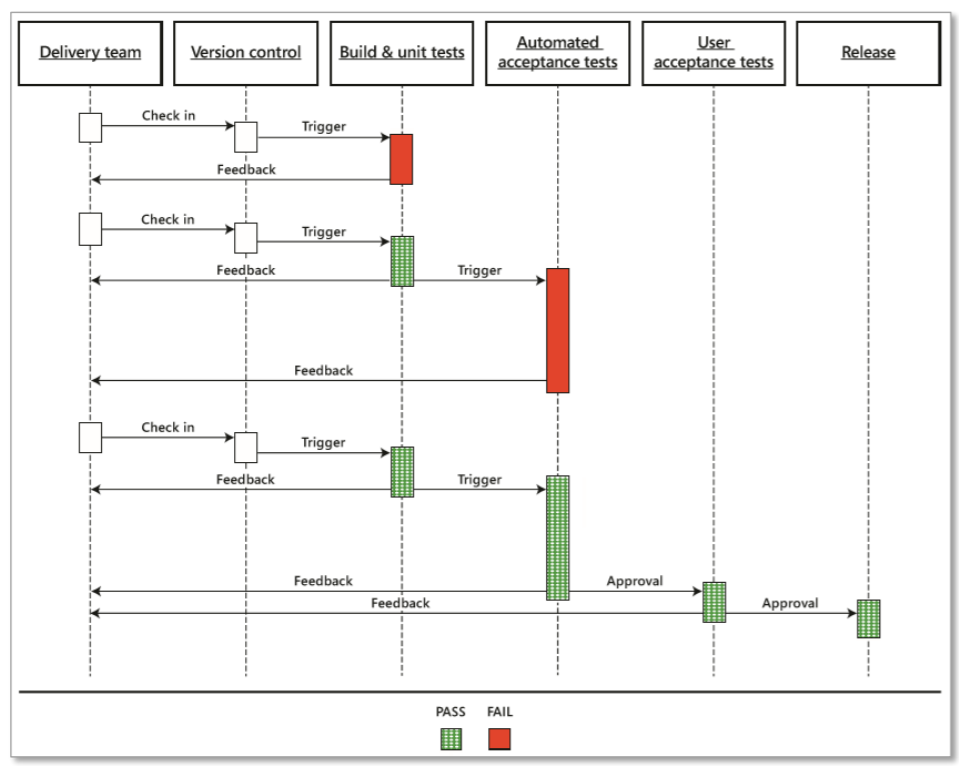 Delivery team
Version control
Build & unit tests
Automated
acceptance tests
User
acceptance tests
Release
Check in
Trigger
Feedback
Check in
Trigger
Feedback
Trigger
Feedback
Check in
Trigger
Feedback
Trigger
Feedback
Approval
Feedback
Approval
PASS
FAIL